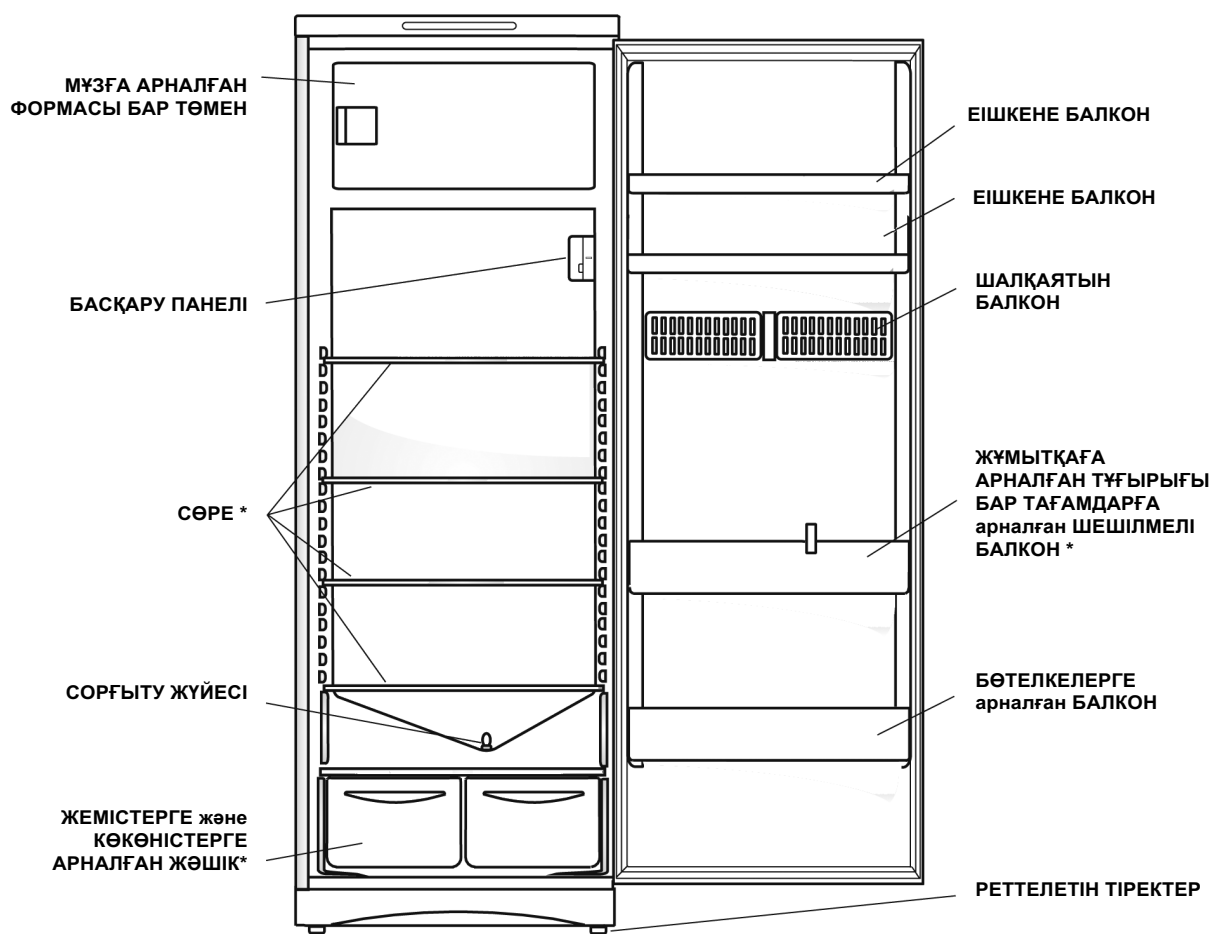 МҰЗҒА АРНАЛҒАН
ФОРМАСЫ БАР ТӨМЕН
БАСҚАРУ ПАНЕЛІ
СӨРЕ *
СОРҒЫТУ ЖҮЙЕСІ
ЖЕМІСТЕРГЕ және
КӨКӨНІСТЕРГЕ
АРНАЛҒАН ЖӘШІК*
ЕІШКЕНЕ БАЛКОН
ЕІШКЕНЕ БАЛКОН
ШАЛҚАЯТЫН
БАЛКОН
ЖҰМЫТҚАҒА
АРНАЛҒАН ТҰҒЫРЫҒЫ
БАР ТАҒАМДАРҒА
арналған ШЕШІЛМЕЛІ
БАЛКОН *
БӨТЕЛКЕЛЕРГЕ
арналған БАЛКОН
РЕТТЕЛЕТІН ТІРЕКТЕР